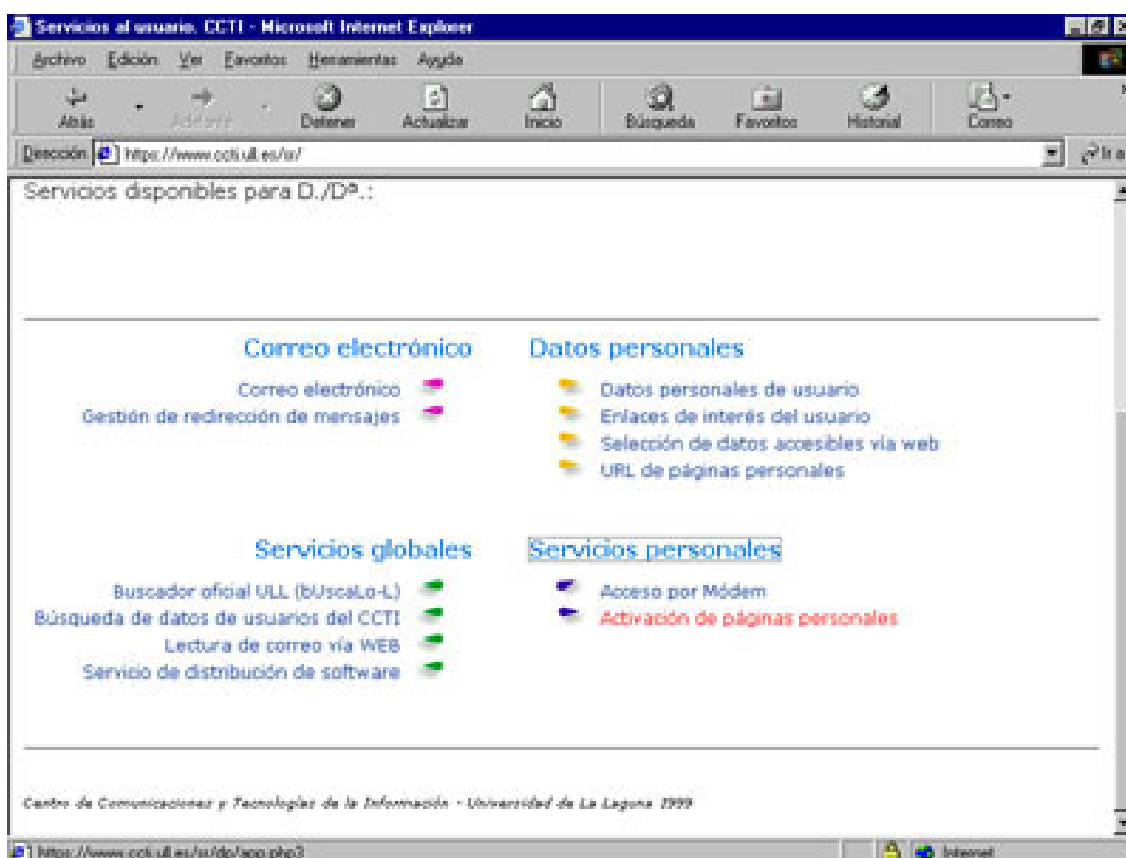 Servicios al usuario. CCTI - Microsoft Internet Explorer
Archivo Edición Ver Favoritos Herramientas Ayuda
Atrás Adelante Detener Actualizar Inicio Búsqueda Favoritos Historial Correo
Dirección https://www.ccti.ull.es/sr/ Ir a
Servicios disponibles para D./Dª.:
Correo electrónico
Correo electrónico
Gestión de redirección de mensajes
Datos personales
Datos personales de usuario
Enlaces de interés del usuario
Selección de datos accesibles vía web
URL de páginas personales
Servicios globales
Buscador oficial ULL (bUscaLo-L)
Búsqueda de datos de usuarios del CCTI
Lectura de correo vía WEB
Servicio de distribución de software
Servicios personales
Acceso por Módem
Activación de páginas personales
Centro de Comunicaciones y Tecnologías de la Información - Universidad de La Laguna 1999
https://www.ccti.ull.es/sr/dp/app.php3 Internet